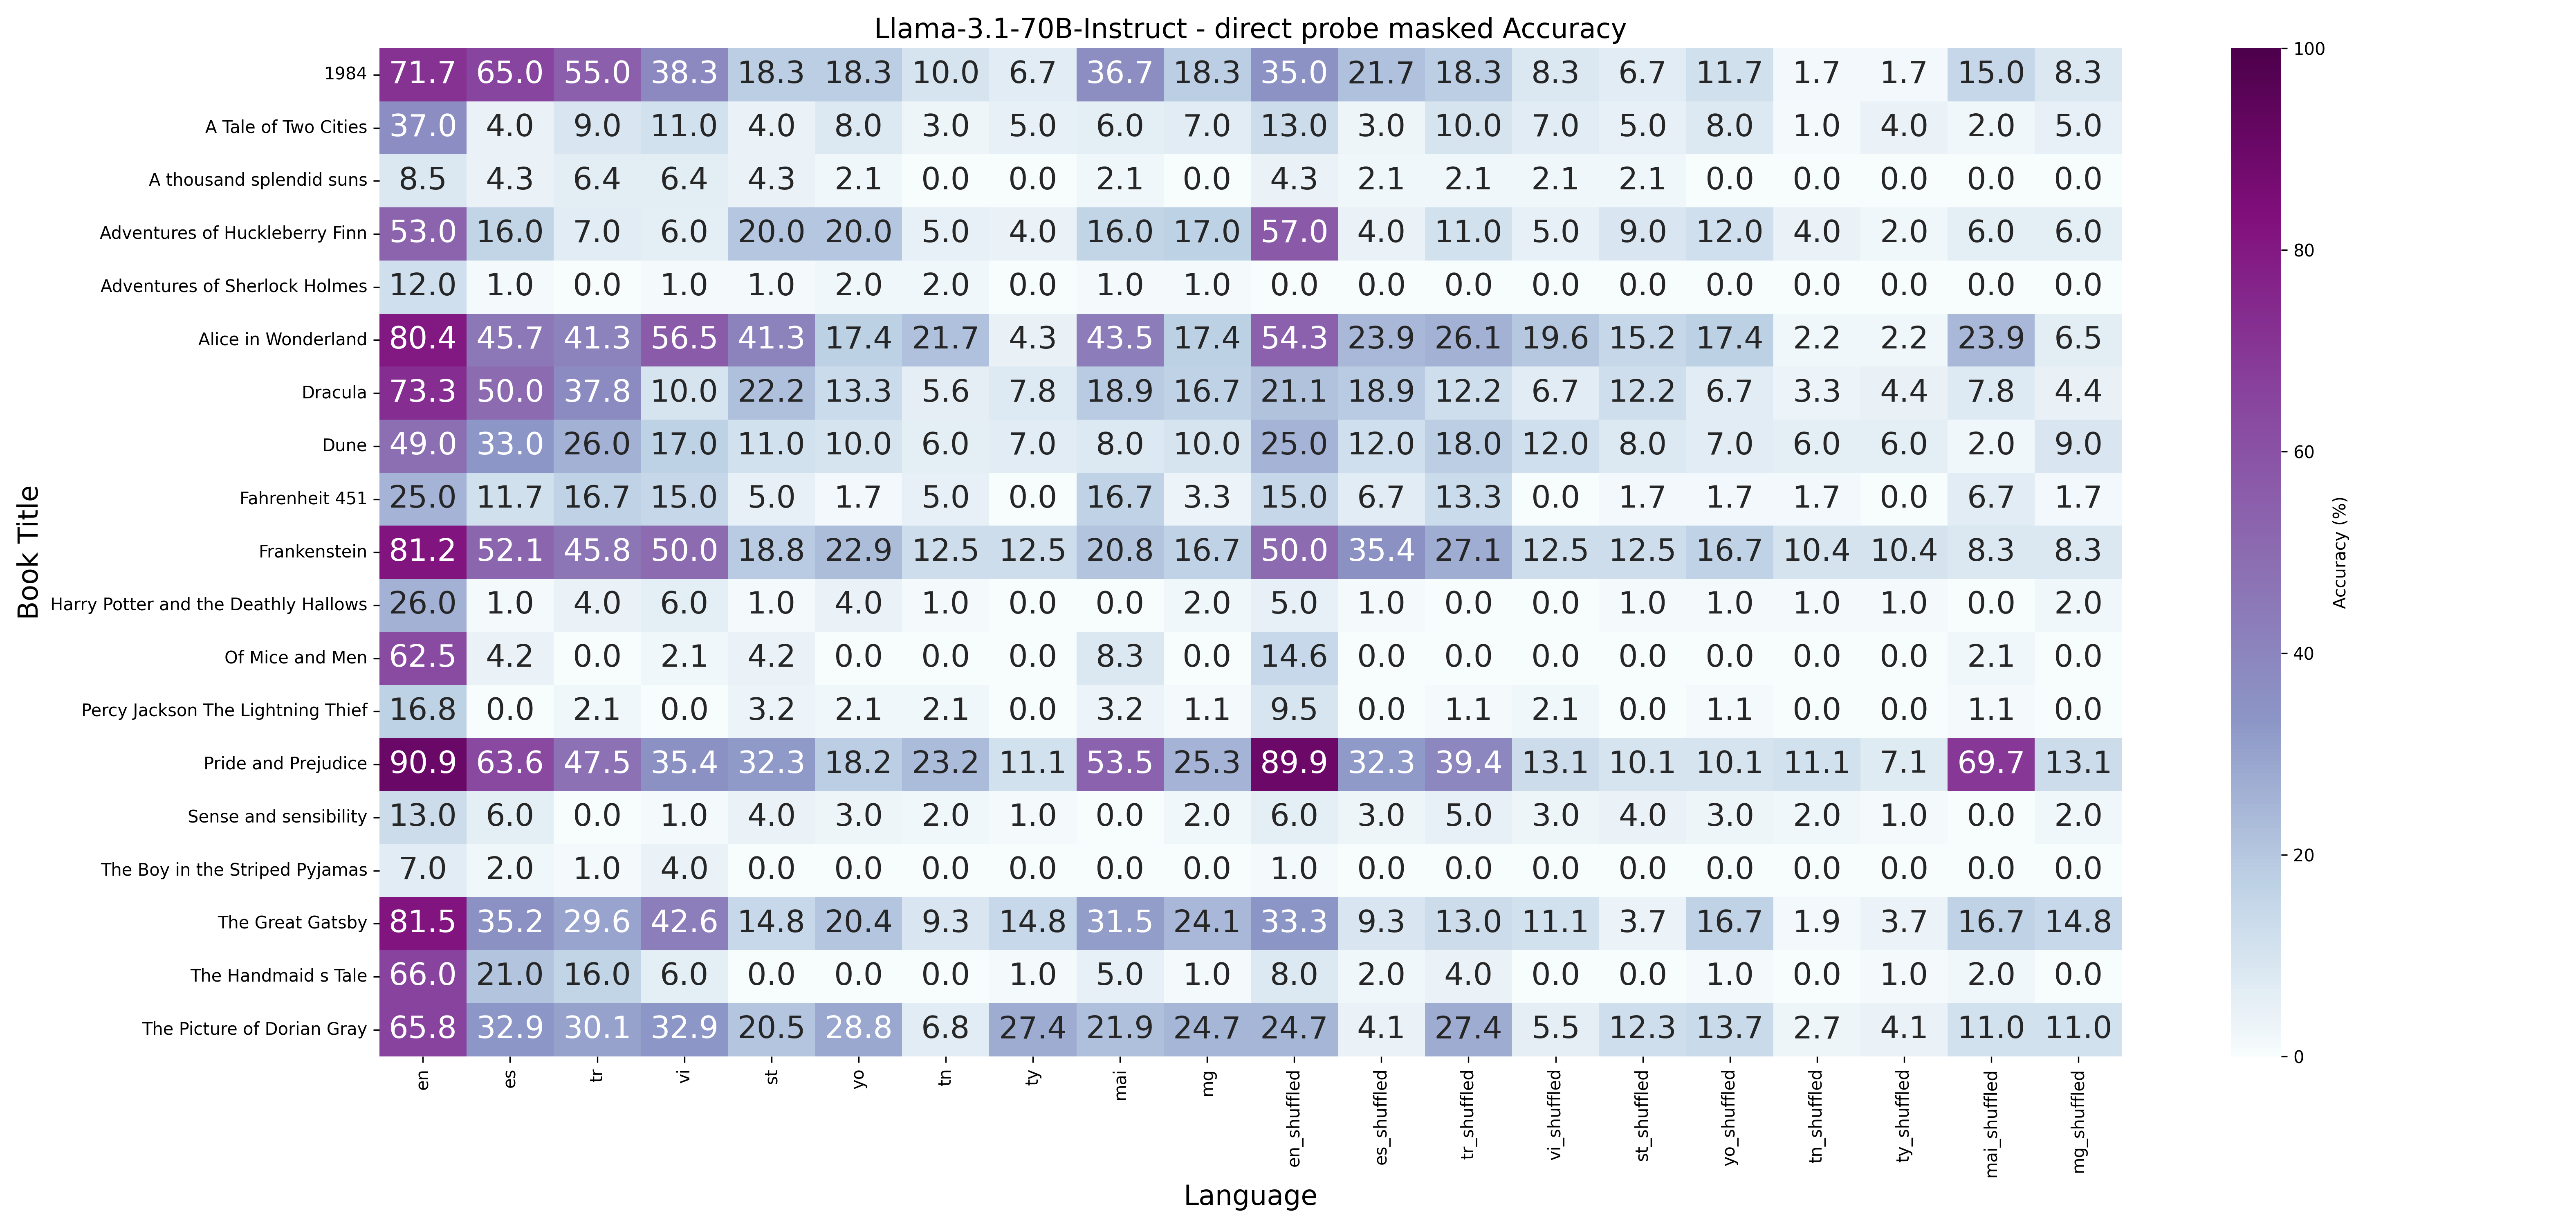 Llama-3.1-70B-Instruct - direct probe masked Accuracy
Book Title
1984 71.7 65.0 55.0 38.3 18.3 18.3 10.0 6.7 36.7 18.3 35.0 21.7 18.3 8.3 6.7 11.7 1.7 1.7 15.0 8.3
A Tale of Two Cities 37.0 4.0 9.0 11.0 4.0 8.0 3.0 5.0 6.0 7.0 13.0 3.0 10.0 7.0 5.0 8.0 1.0 4.0 2.0 5.0
A thousand splendid suns 8.5 4.3 6.4 6.4 4.3 2.1 0.0 0.0 2.1 0.0 4.3 2.1 2.1 2.1 2.1 0.0 0.0 0.0 0.0 0.0
Adventures of Huckleberry Finn 53.0 16.0 7.0 6.0 20.0 20.0 5.0 4.0 16.0 17.0 57.0 4.0 11.0 5.0 9.0 12.0 4.0 2.0 6.0 6.0
Adventures of Sherlock Holmes 12.0 1.0 0.0 1.0 1.0 2.0 2.0 0.0 1.0 1.0 0.0 0.0 0.0 0.0 0.0 0.0 0.0 0.0 0.0 0.0
Alice in Wonderland 80.4 45.7 41.3 56.5 41.3 17.4 21.7 4.3 43.5 17.4 54.3 23.9 26.1 19.6 15.2 17.4 2.2 2.2 23.9 6.5
Dracula 73.3 50.0 37.8 10.0 22.2 13.3 5.6 7.8 18.9 16.7 21.1 18.9 12.2 6.7 12.2 6.7 3.3 4.4 7.8 4.4
Dune 49.0 33.0 26.0 17.0 11.0 10.0 6.0 7.0 8.0 10.0 25.0 12.0 18.0 12.0 8.0 7.0 6.0 6.0 2.0 9.0
Fahrenheit 451 25.0 11.7 16.7 15.0 5.0 1.7 5.0 0.0 16.7 3.3 15.0 6.7 13.3 0.0 1.7 1.7 1.7 0.0 6.7 1.7
Frankenstein 81.2 52.1 45.8 50.0 18.8 22.9 12.5 12.5 20.8 16.7 50.0 35.4 27.1 12.5 12.5 16.7 10.4 10.4 8.3 8.3
Harry Potter and the Deathly Hallows 26.0 1.0 4.0 6.0 1.0 4.0 1.0 0.0 0.0 2.0 5.0 1.0 0.0 0.0 1.0 1.0 1.0 1.0 0.0 2.0
Of Mice and Men 62.5 4.2 0.0 2.1 4.2 0.0 0.0 0.0 8.3 0.0 14.6 0.0 0.0 0.0 0.0 0.0 0.0 0.0 2.1 0.0
Percy Jackson The Lightning Thief 16.8 0.0 2.1 0.0 3.2 2.1 2.1 0.0 3.2 1.1 9.5 0.0 1.1 2.1 0.0 1.1 0.0 0.0 1.1 0.0
Pride and Prejudice 90.9 63.6 47.5 35.4 32.3 18.2 23.2 11.1 53.5 25.3 89.9 32.3 39.4 13.1 10.1 10.1 11.1 7.1 69.7 13.1
Sense and sensibility 13.0 6.0 0.0 1.0 4.0 3.0 2.0 1.0 0.0 2.0 6.0 3.0 5.0 3.0 4.0 3.0 2.0 1.0 0.0 2.0
The Boy in the Striped Pyjamas 7.0 2.0 1.0 4.0 0.0 0.0 0.0 0.0 0.0 0.0 1.0 0.0 0.0 0.0 0.0 0.0 0.0 0.0 0.0 0.0
The Great Gatsby 81.5 35.2 29.6 42.6 14.8 20.4 9.3 14.8 31.5 24.1 33.3 9.3 13.0 11.1 3.7 16.7 1.9 3.7 16.7 14.8
The Handmaid s Tale 66.0 21.0 16.0 6.0 0.0 0.0 0.0 1.0 5.0 1.0 8.0 2.0 4.0 0.0 0.0 1.0 0.0 1.0 2.0 0.0
The Picture of Dorian Gray 65.8 32.9 30.1 32.9 20.5 28.8 6.8 27.4 21.9 24.7 24.7 4.1 27.4 5.5 12.3 13.7 2.7 4.1 11.0 11.0
en es tr vi st yo tn ty mai mg en_shuffled es_shuffled tr_shuffled vi_shuffled st_shuffled yo_shuffled tn_shuffled ty_shuffled mai_shuffled mg_shuffled
Language
100
80
60
40
20
0
Accuracy (%)